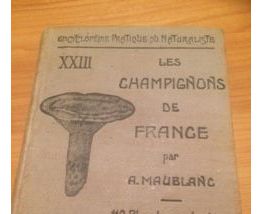 ENCYCLOPÉDIE PRATIQUE DU NATURALISTE
XXIII
LES
CHAMPIGNONS
DE
FRANCE
par
A. MAUBLANC